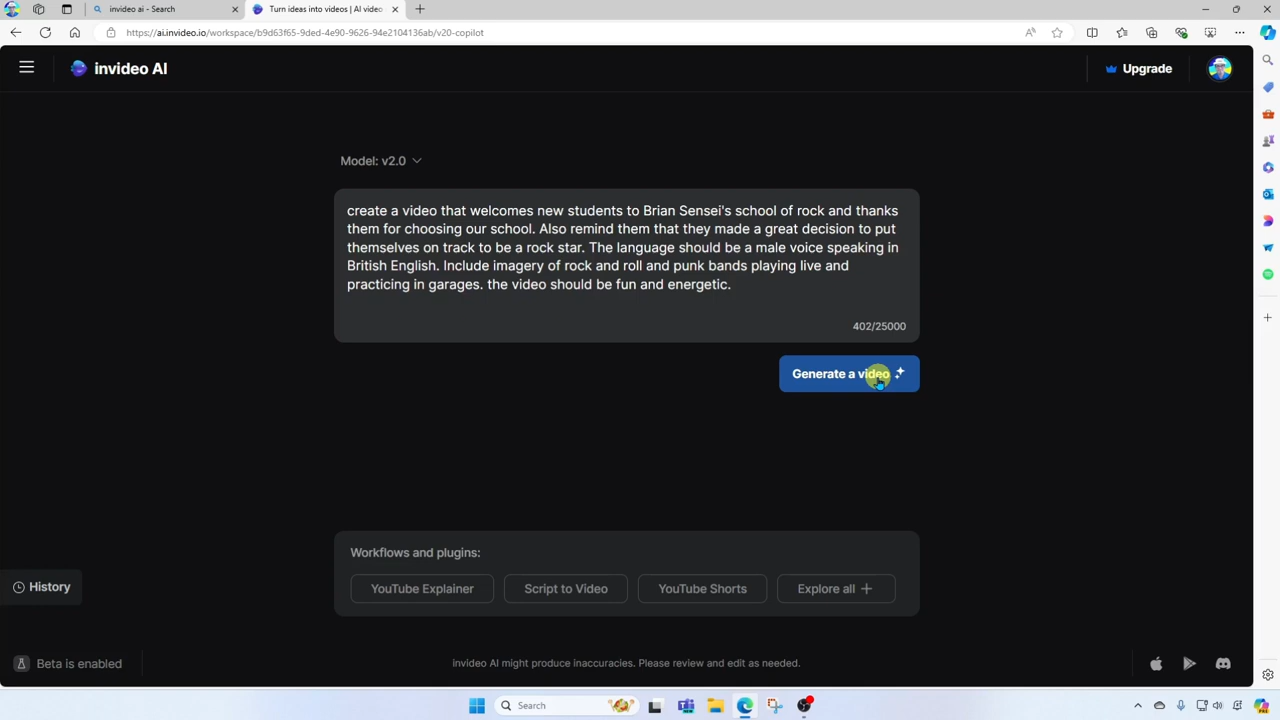 invideo ai - Search
Turn ideas into videos | AI video
https://ai.invideo.io/workspace/b9d63f65-9ded-4e90-9626-94e2104136ab/v20-copilot
invideo AI
Upgrade
Model: v2.0
create a video that welcomes new students to Brian Sensei's school of rock and thanks
them for choosing our school. Also remind them that they made a great decision to put
themselves on track to be a rock star. The language should be a male voice speaking in
British English. Include imagery of rock and roll and punk bands playing live and
practicing in garages. the video should be fun and energetic.
402/25000
Generate a video
Workflows and plugins:
YouTube Explainer
Script to Video
YouTube Shorts
Explore all
History
Beta is enabled
invideo AI might produce inaccuracies. Please review and edit as needed.
Search